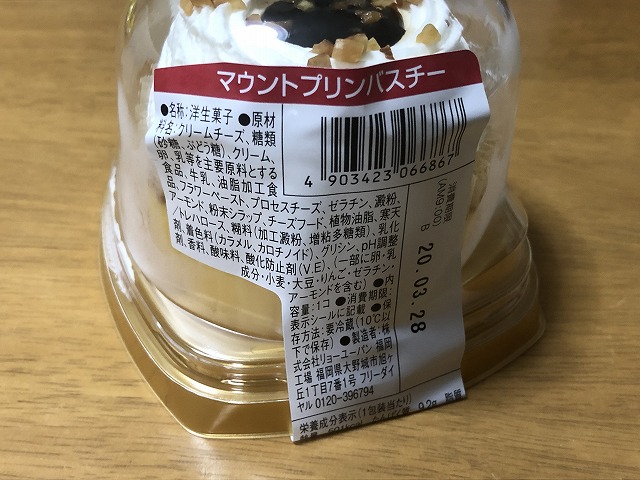 マウントプリンバスチー
●名称:洋生菓子 ●原材
料名:クリームチーズ、糖類
(砂糖、ぶどう糖)、クリーム、
卵、乳等を主要原料とする
食品、牛乳、油脂加工食
品、フラワーペースト、プロセスチーズ、ゼラチン、澱粉、
アーモンド、粉末シラップ、チーズフード、植物油脂、寒天
/トレハロース、糊料(加工澱粉、増粘多糖類)、乳化
剤、着色料(カラメル、カロチノイド)、グリシン、pH調整
剤、香料、酸味料、酸化防止剤(V.E)、(一部に卵・乳
成分・小麦・大豆・りんご・ゼラチン・
アーモンドを含む) ●内
容量:1コ ●消費期限:
表示シールに記載 ●保
存方法:要冷蔵(10℃以
下で保存) ●製造者:株
式会社リョーユーパン 福岡
工場 福岡県大野城市旭ヶ
丘1丁目7番1号 フリーダイ
ヤル 0120-396794
栄養成分表示(1包装当たり)
9.2g、脂質
4 903423 066867
消費期限
(AM9:00) B
20.03.28